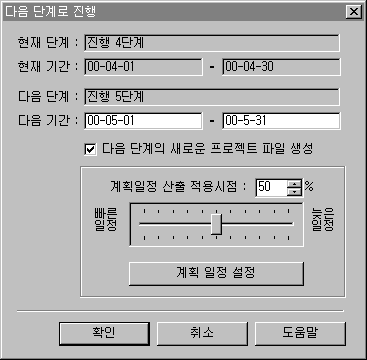 다음 단계로 진행
현재 단계 : 진행 4단계
현재 기간 : 00-04-01 - 00-04-30
다음 단계 : 진행 5단계
다음 기간 : 00-05-01 - 00-5-31
다음 단계의 새로운 프로젝트 파일 생성
계획일정 산출 적용시점 : 50 %
빠른 일정
늦은 일정
계획 일정 설정
확인 취소 도움말